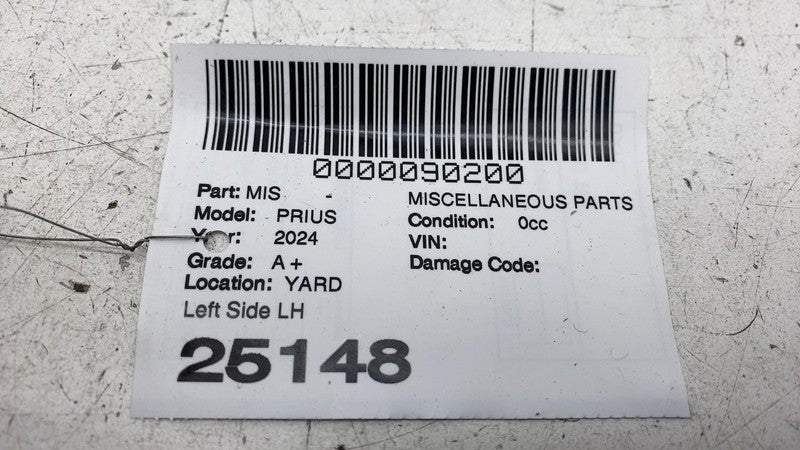 0000090200
Part: MIS - MISCELLANEOUS PARTS
Model: PRIUS Condition: 0cc
Year: 2024 VIN:
Grade: A+ Damage Code:
Location: YARD
Left Side LH
25148